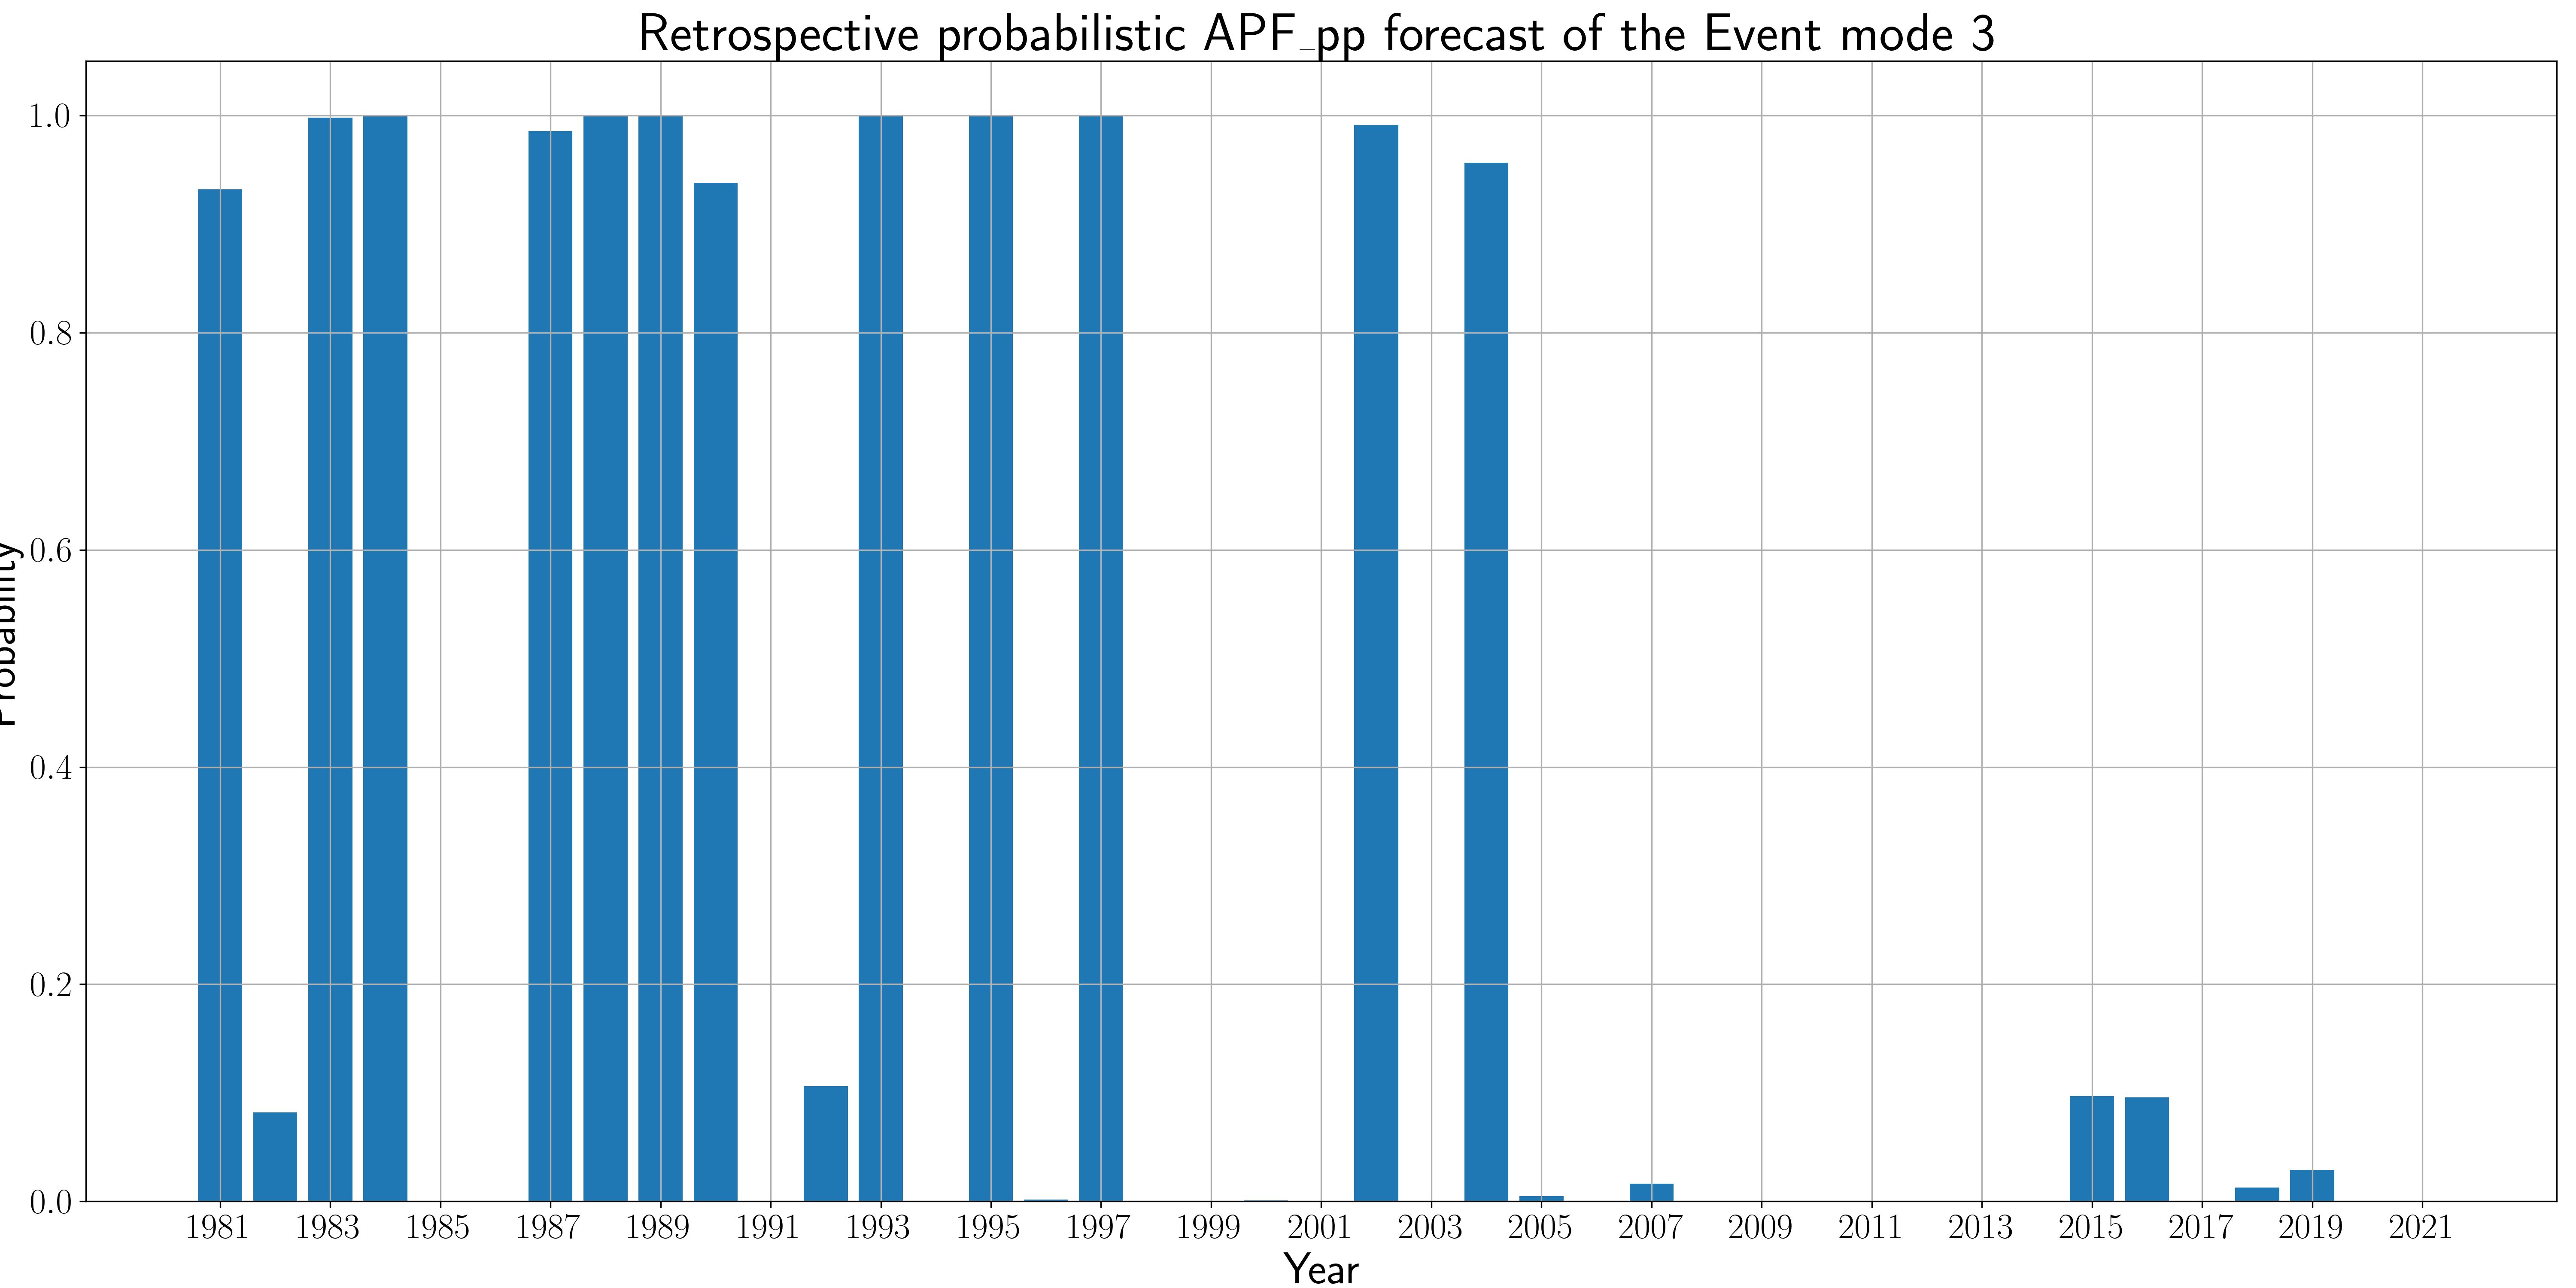 Retrospective probabilistic APF_pp forecast of the Event mode 3
1.0
0.8
0.6
0.4
0.2
0.0
Probability
1981 1983 1985 1987 1989 1991 1993 1995 1997 1999 2001 2003 2005 2007 2009 2011 2013 2015 2017 2019 2021
Year